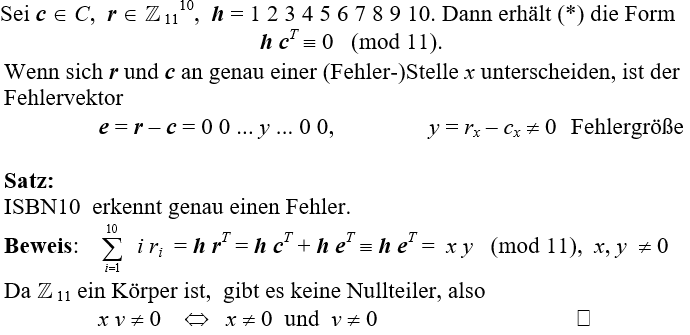 Sei c ∈ C, r ∈ ℤ₁₁¹⁰, h = 1 2 3 4 5 6 7 8 9 10. Dann erhält (*) die Form
h cᵀ ≡ 0 (mod 11).
Wenn sich r und c an genau einer (Fehler-)Stelle x unterscheiden, ist der
Fehlervektor
e = r – c = 0 0 ... y ... 0 0, y = rₓ – cₓ ≠ 0 Fehlergröße
Satz:
ISBN10 erkennt genau einen Fehler.
Beweis: ∑_{i=1}^{10} i rᵢ = h rᵀ = h cᵀ + h eᵀ ≡ h eᵀ = x y (mod 11), x, y ≠ 0
Da ℤ₁₁ ein Körper ist, gibt es keine Nullteiler, also
x y ≠ 0 ⇔ x ≠ 0 und y ≠ 0 □